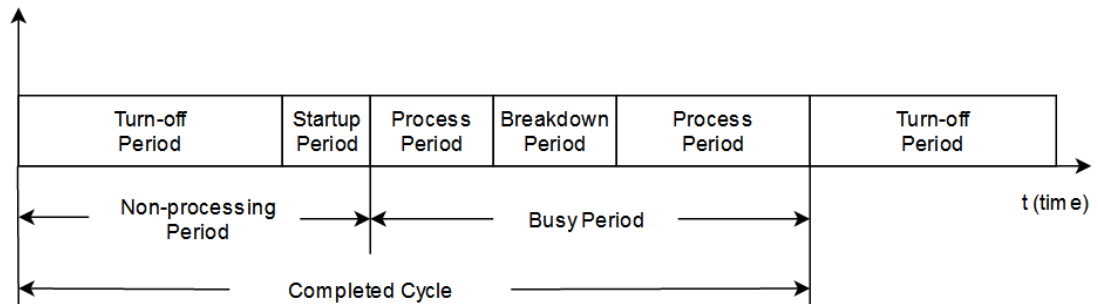 Turn-off
Period
Startup
Period
Process
Period
Breakdown
Period
Process
Period
Turn-off
Period
t (time)
Non-processing
Period
Busy Period
Completed Cycle